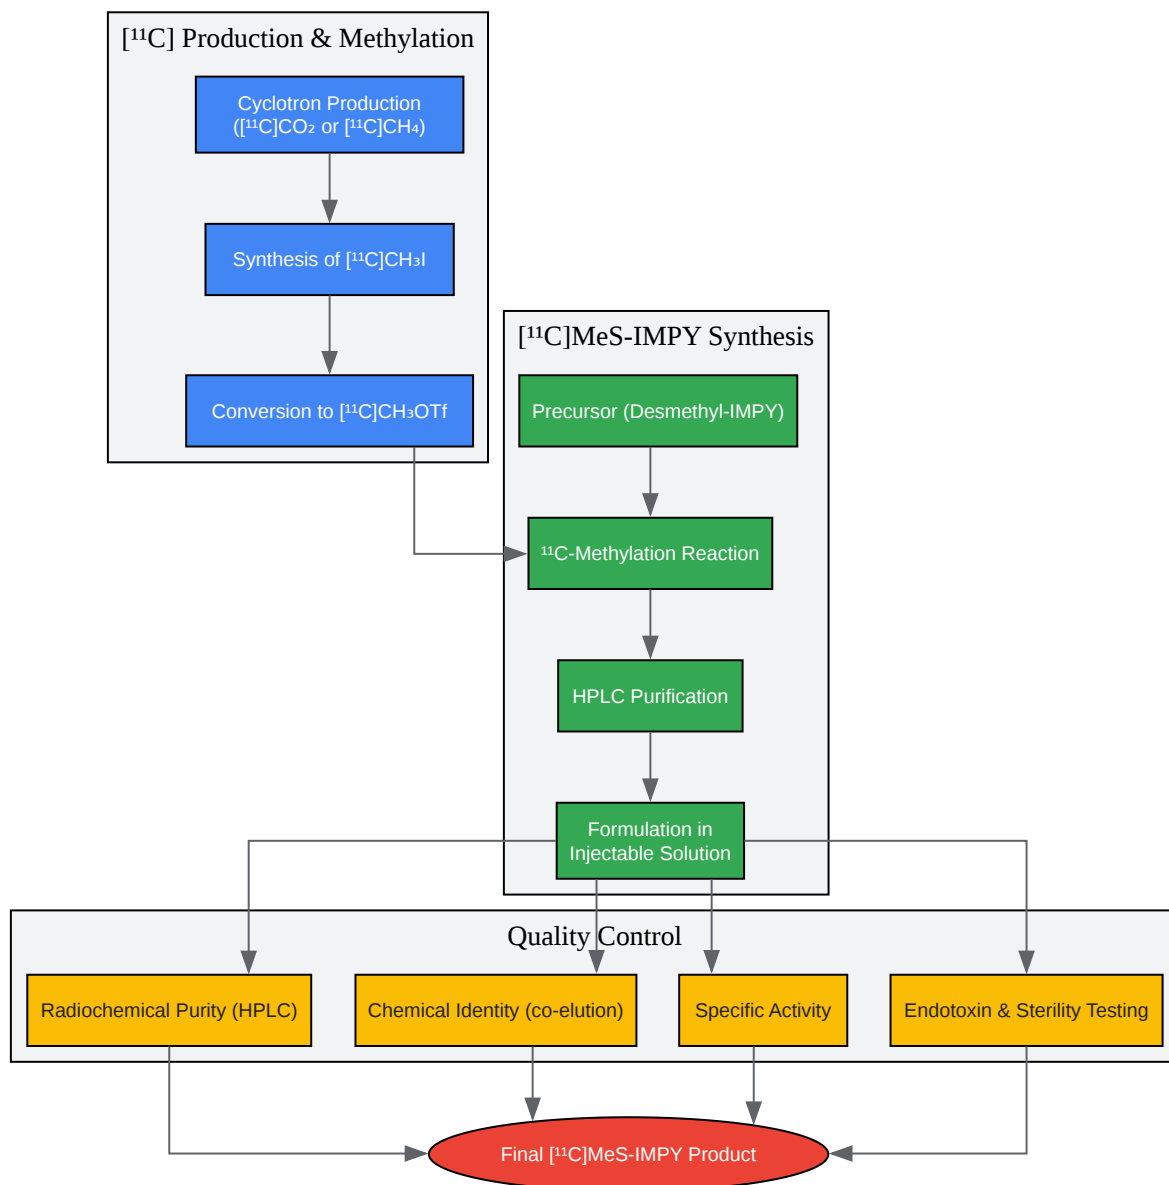 [¹¹C] Production & Methylation
Cyclotron Production
([¹¹C]CO₂ or [¹¹C]CH₄)
Synthesis of [¹¹C]CH₃I
Conversion to [¹¹C]CH₃OTf
[¹¹C]MeS-IMPY Synthesis
Precursor (Desmethyl-IMPY)
¹¹C-Methylation Reaction
HPLC Purification
Formulation in
Injectable Solution
Quality Control
Radiochemical Purity (HPLC)
Chemical Identity (co-elution)
Specific Activity
Endotoxin & Sterility Testing
Final [¹¹C]MeS-IMPY Product